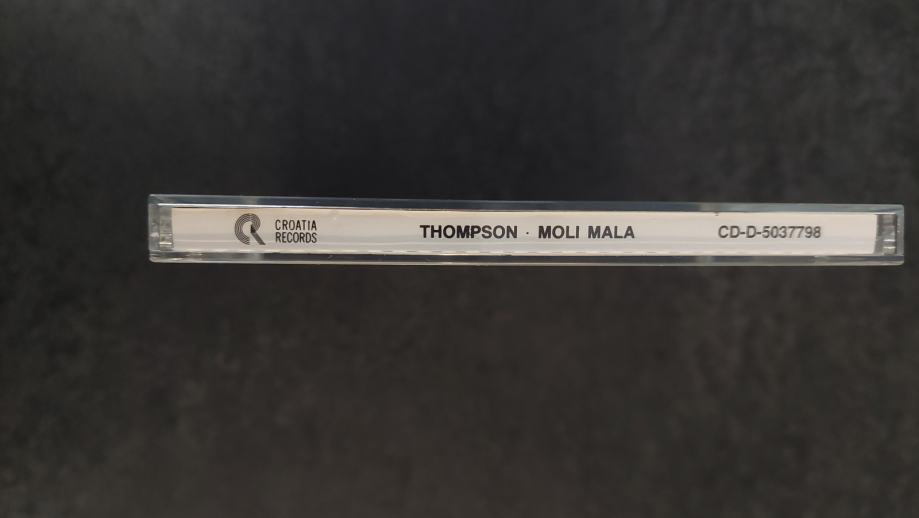 CROATIA
RECORDS
THOMPSON · MOLI MALA
CD-D-5037798